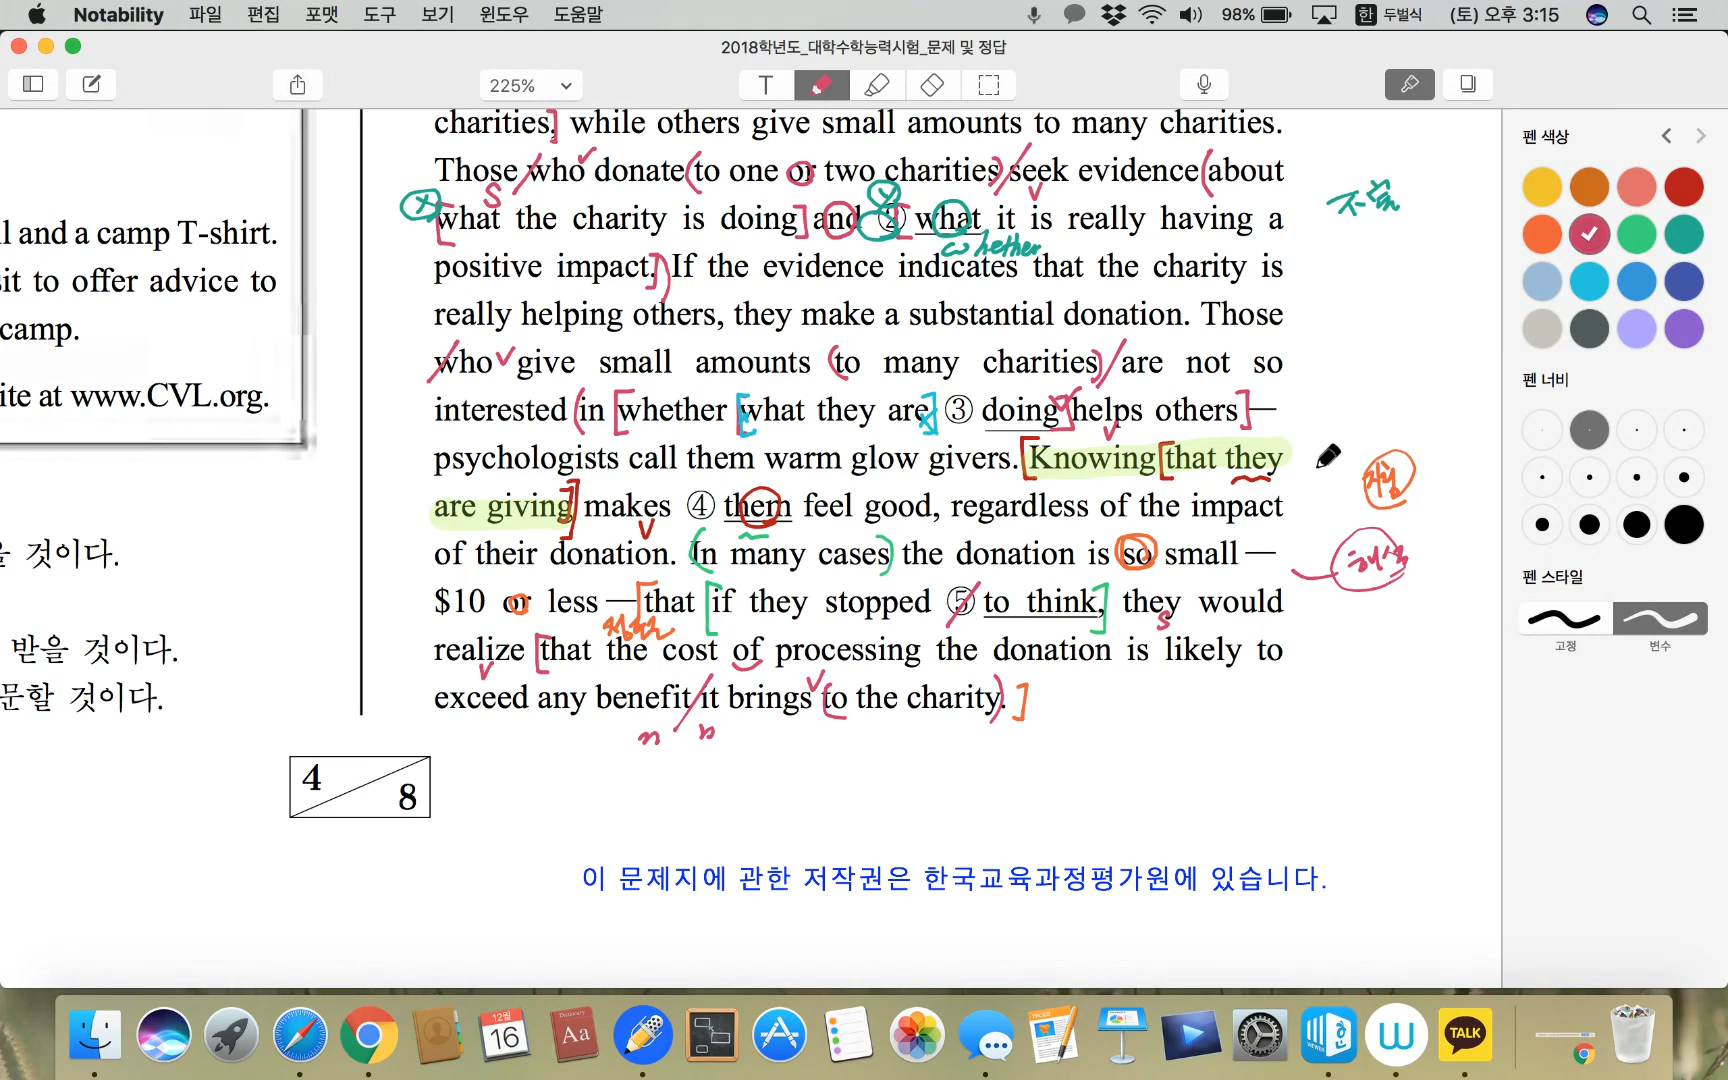 Notability 파일 편집 포맷 도구 보기 윈도우 도움말 98% 한 두벌식 (토) 오후 3:15
2018학년도_대학수학능력시험_문제 및 정답
225% T
charities, while others give small amounts to many charities.
Those who donate to one or two charities seek evidence about
what the charity is doing and ② what it is really having a
whether
positive impact. If the evidence indicates that the charity is
really helping others, they make a substantial donation. Those
who give small amounts to many charities are not so
interested in whether what they are ③ doing helps others—
psychologists call them warm glow givers. Knowing that they
are giving makes ④ them feel good, regardless of the impact
of their donation. In many cases the donation is so small—
$10 or less—that if they stopped ⑤ to think, they would
realize that the cost of processing the donation is likely to
exceed any benefit it brings to the charity.
l and a camp T-shirt.
sit to offer advice to
camp.
ite at www.CVL.org.
을 것이다.
받을 것이다.
문할 것이다.
4
8
이 문제지에 관한 저작권은 한국교육과정평가원에 있습니다.
해석
펜 색상
펜 너비
펜 스타일
고정 변수
12월
16
Dictionary
Aa
VIEWER
한
W
TALK